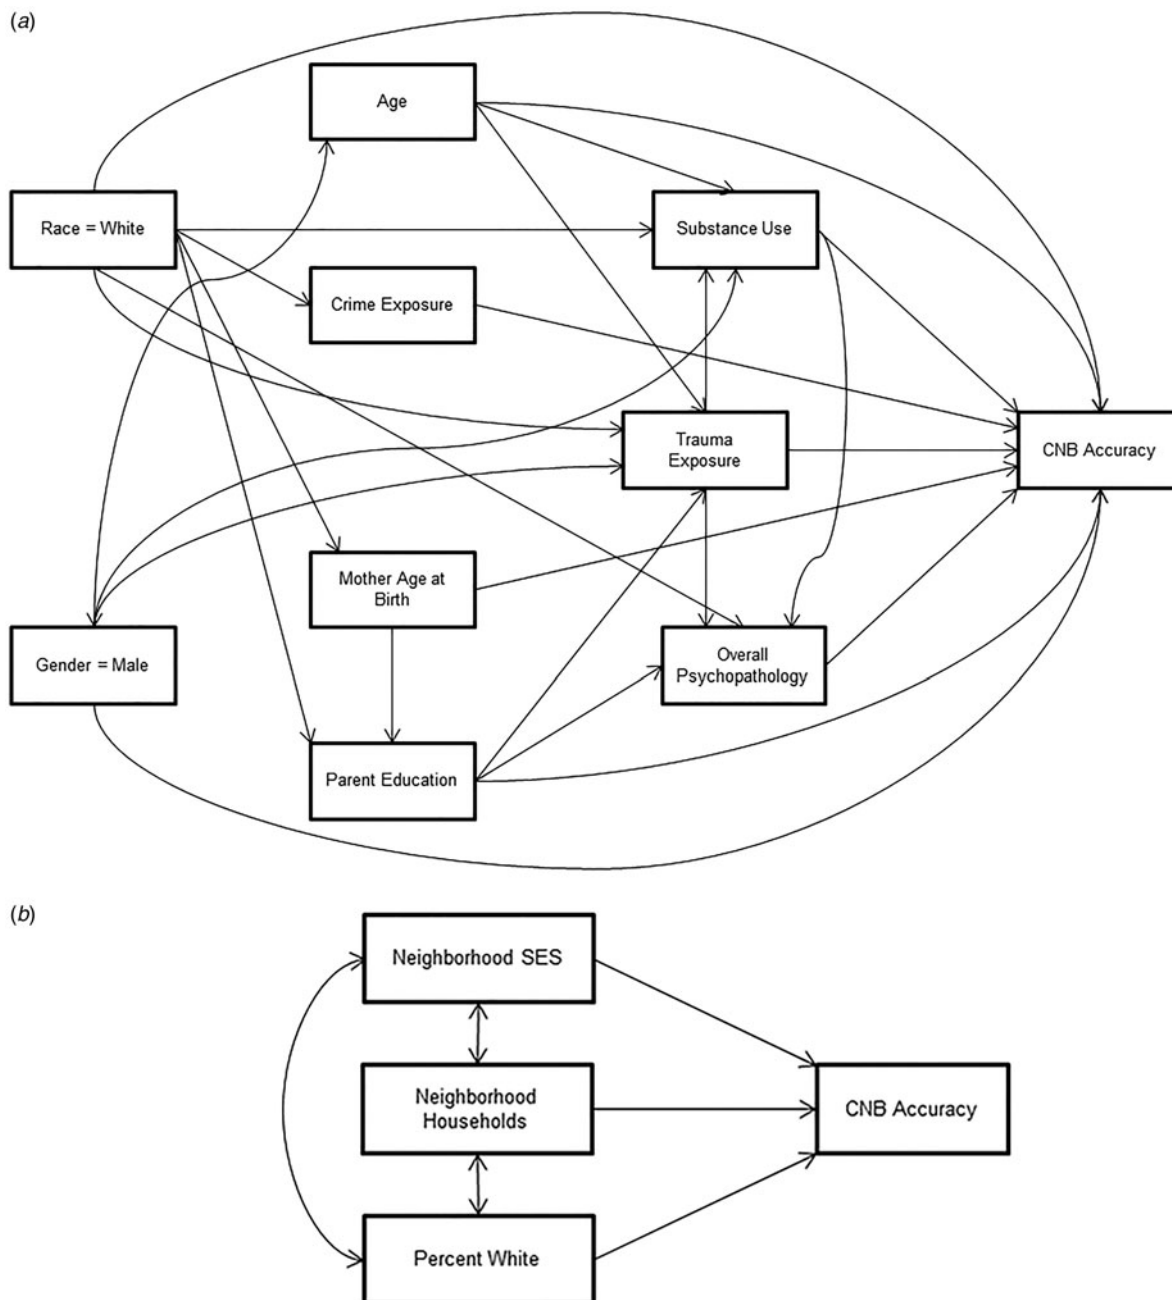 (a)
Age
Race = White
Substance Use
Crime Exposure
Trauma
Exposure
CNB Accuracy
Mother Age at
Birth
Gender = Male
Overall
Psychopathology
Parent Education
(b)
Neighborhood SES
Neighborhood
Households
CNB Accuracy
Percent White